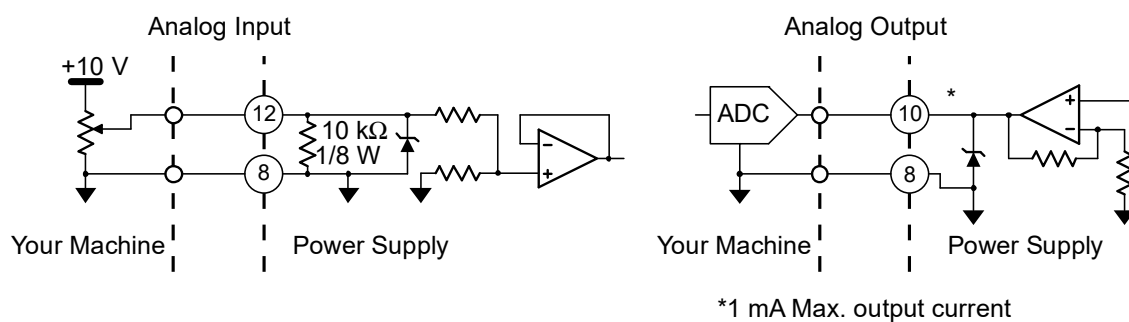 Analog Input
+10 V
12
10 kΩ
1/8 W
8
-
+
Your Machine
Power Supply
Analog Output
ADC
10
*
+
-
8
Your Machine
Power Supply
*1 mA Max. output current